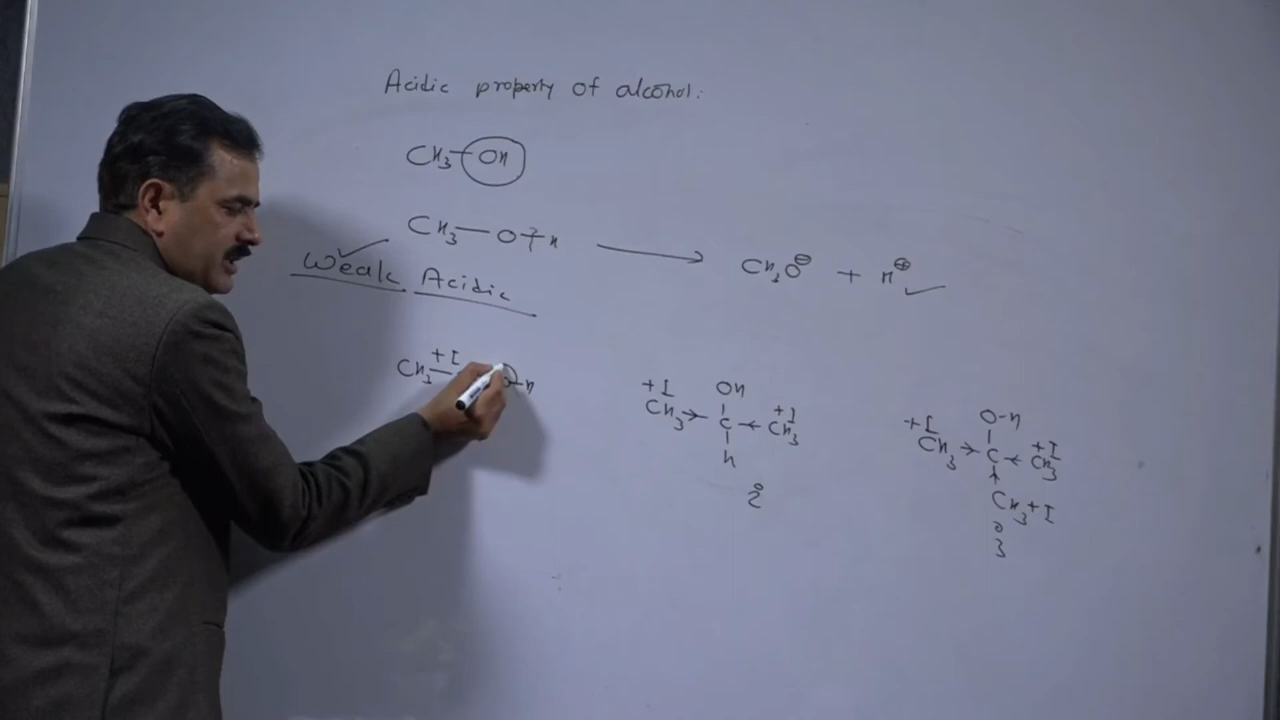 Acidic property of alcohol:
CH₃–OH
CH₃–O–H → CH₃O⊖ + H⊕ ✓
Weak Acidic
+I
CH₃– O–H
+I OH +I
CH₃→ C ← CH₃
H
2°
+I O–H +I
CH₃→ C ← CH₃
CH₃ +I
3°